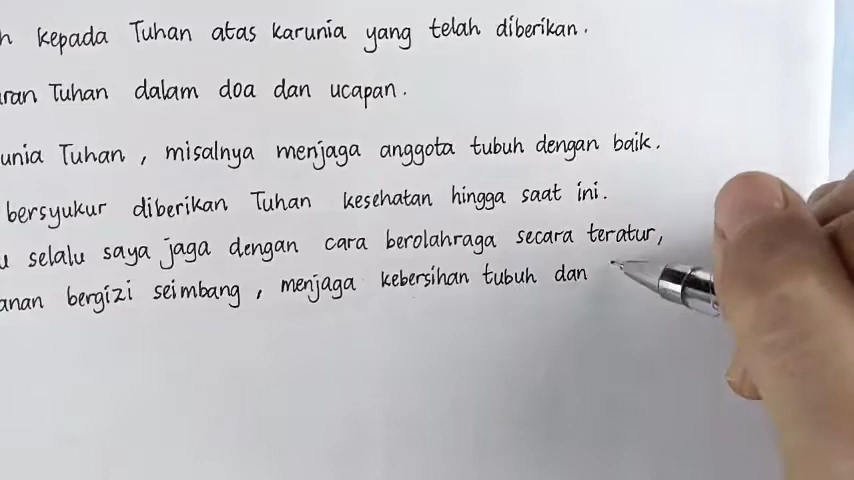 kepada Tuhan atas karunia yang telah diberikan.
Tuhan dalam doa dan ucapan.
Tuhan, misalnya menjaga anggota tubuh dengan baik.
bersyukur diberikan Tuhan kesehatan hingga saat ini.
selalu saya jaga dengan cara berolahraga secara teratur,
bergizi seimbang, menjaga kebersihan tubuh dan